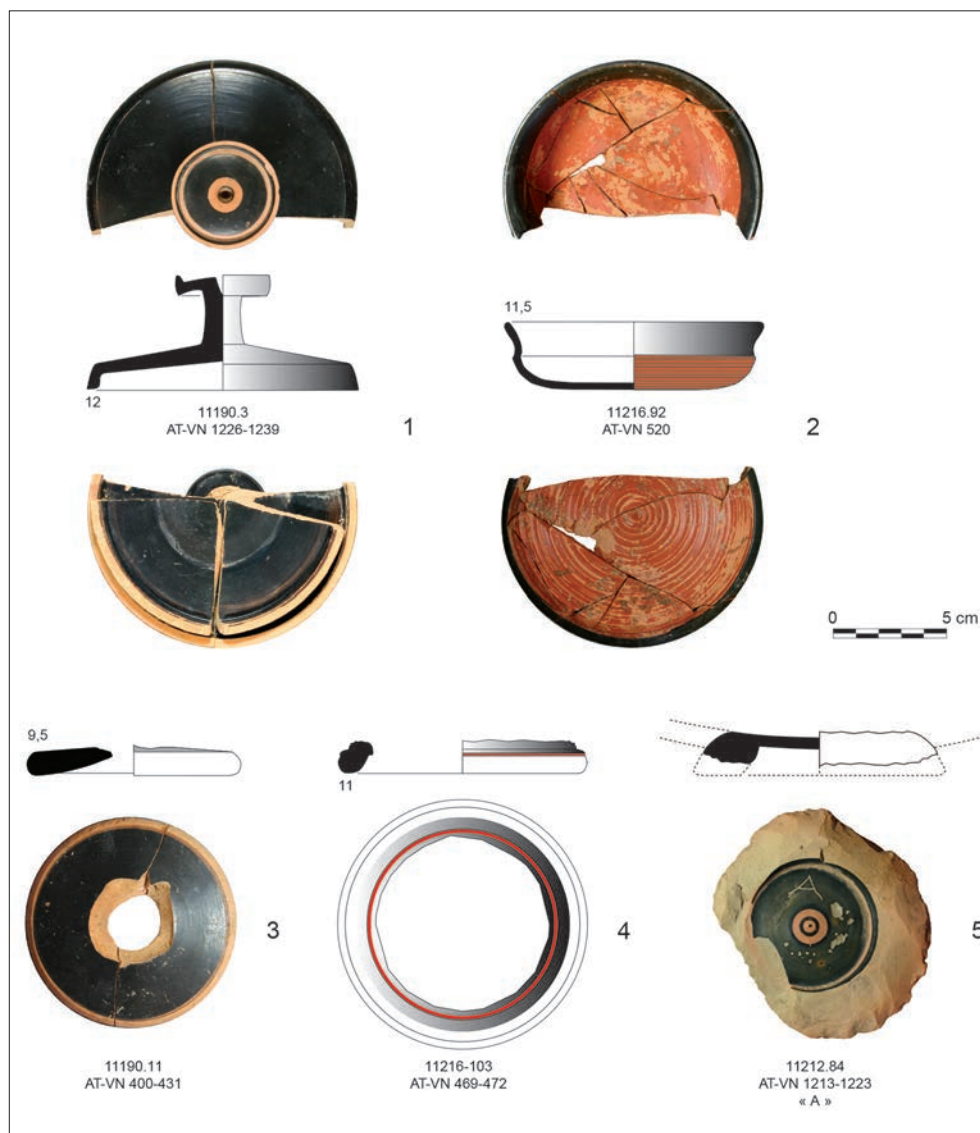 12
11190.3
AT-VN 1226-1239
1
11,5
11216.92
AT-VN 520
2
0 5 cm
9,5
11190.11
AT-VN 400-431
3
11
11216-103
AT-VN 469-472
4
A
11212.84
AT-VN 1213-1223
« A »
5